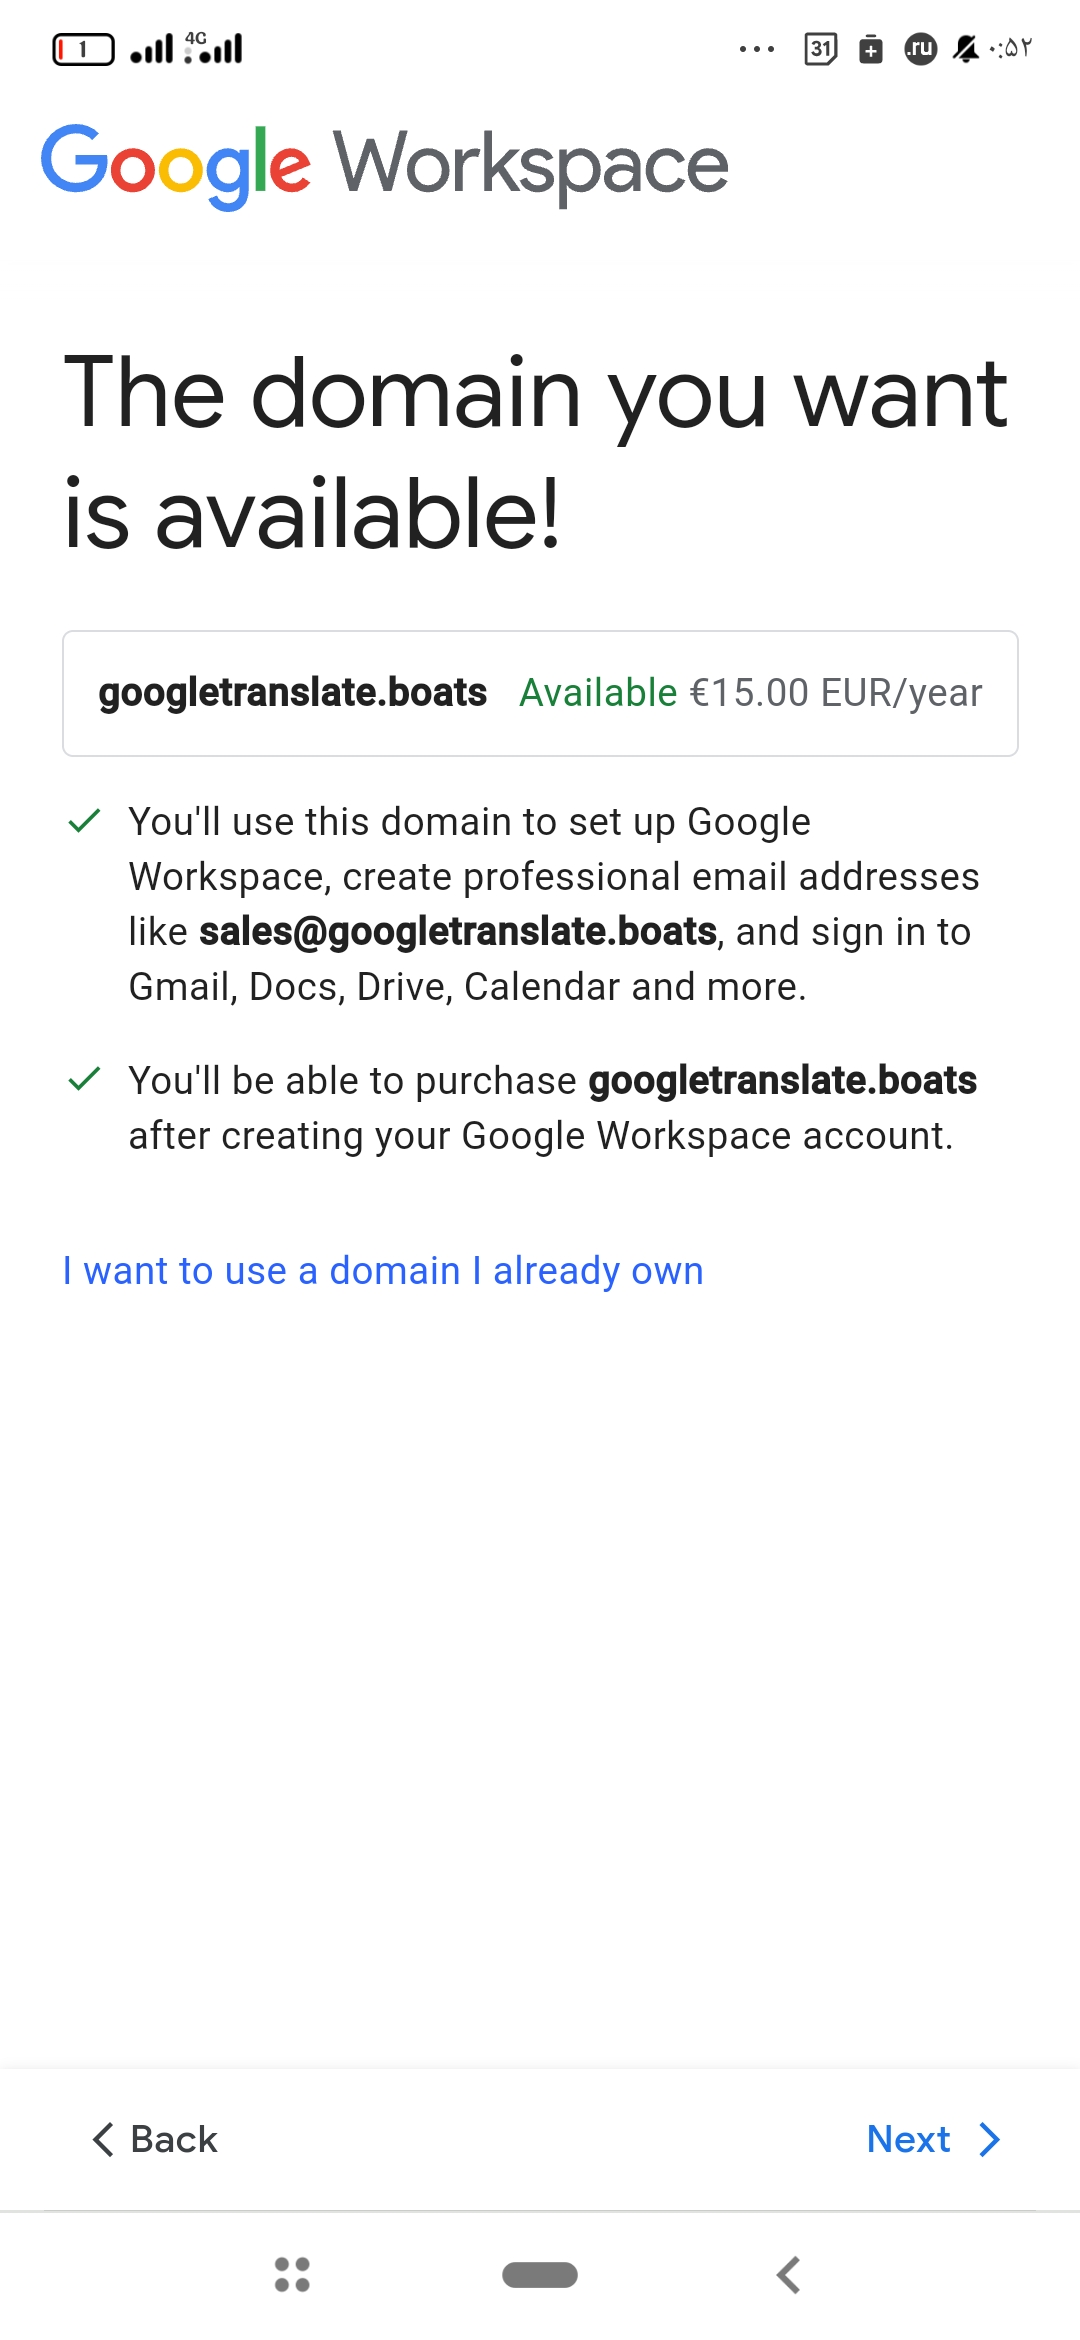 1 4G 31 .ru ۰:۵۲
Google Workspace
The domain you want
is available!
googletranslate.boats Available €15.00 EUR/year
You'll use this domain to set up Google
Workspace, create professional email addresses
like sales@googletranslate.boats, and sign in to
Gmail, Docs, Drive, Calendar and more.
You'll be able to purchase googletranslate.boats
after creating your Google Workspace account.
I want to use a domain I already own
Back Next